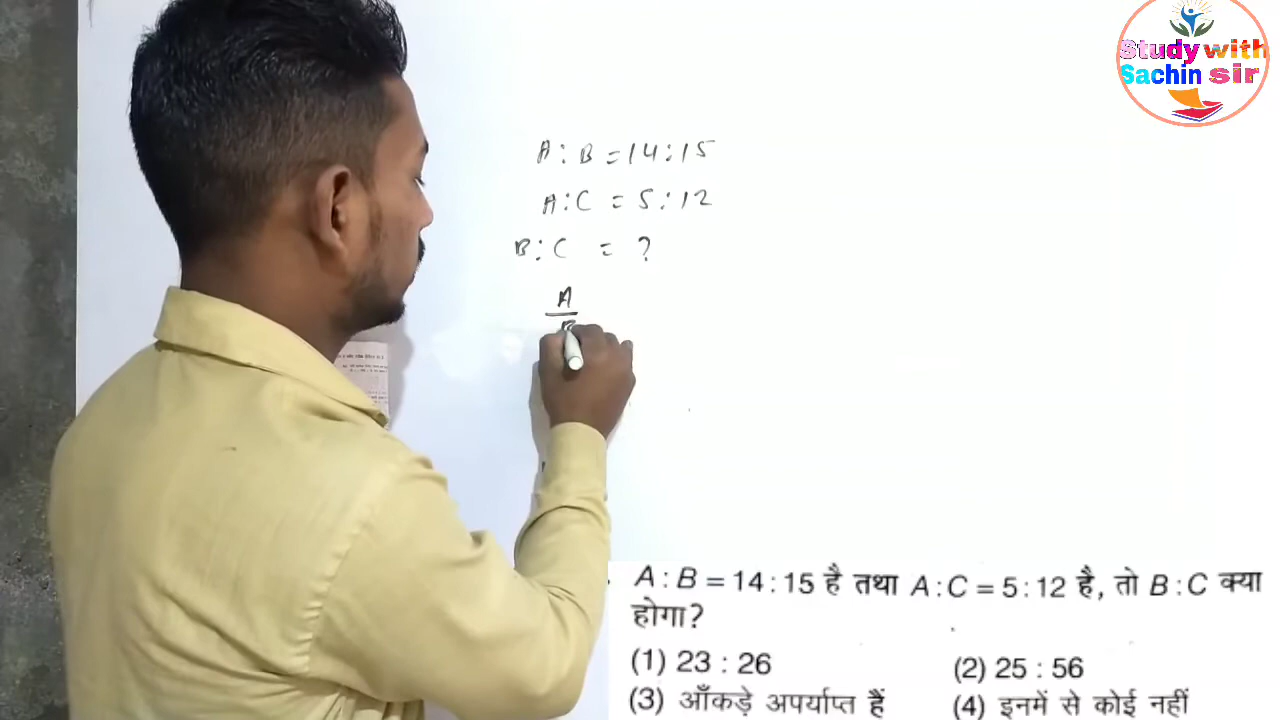 Study with
Sachin sir
A : B = 14 : 15
A : C = 5 : 12
B : C = ?
A
A : B = 14 : 15 है तथा A : C = 5 : 12 है, तो B : C क्या
होगा?
(1) 23 : 26
(2) 25 : 56
(3) आँकड़े अपर्याप्त हैं
(4) इनमें से कोई नहीं